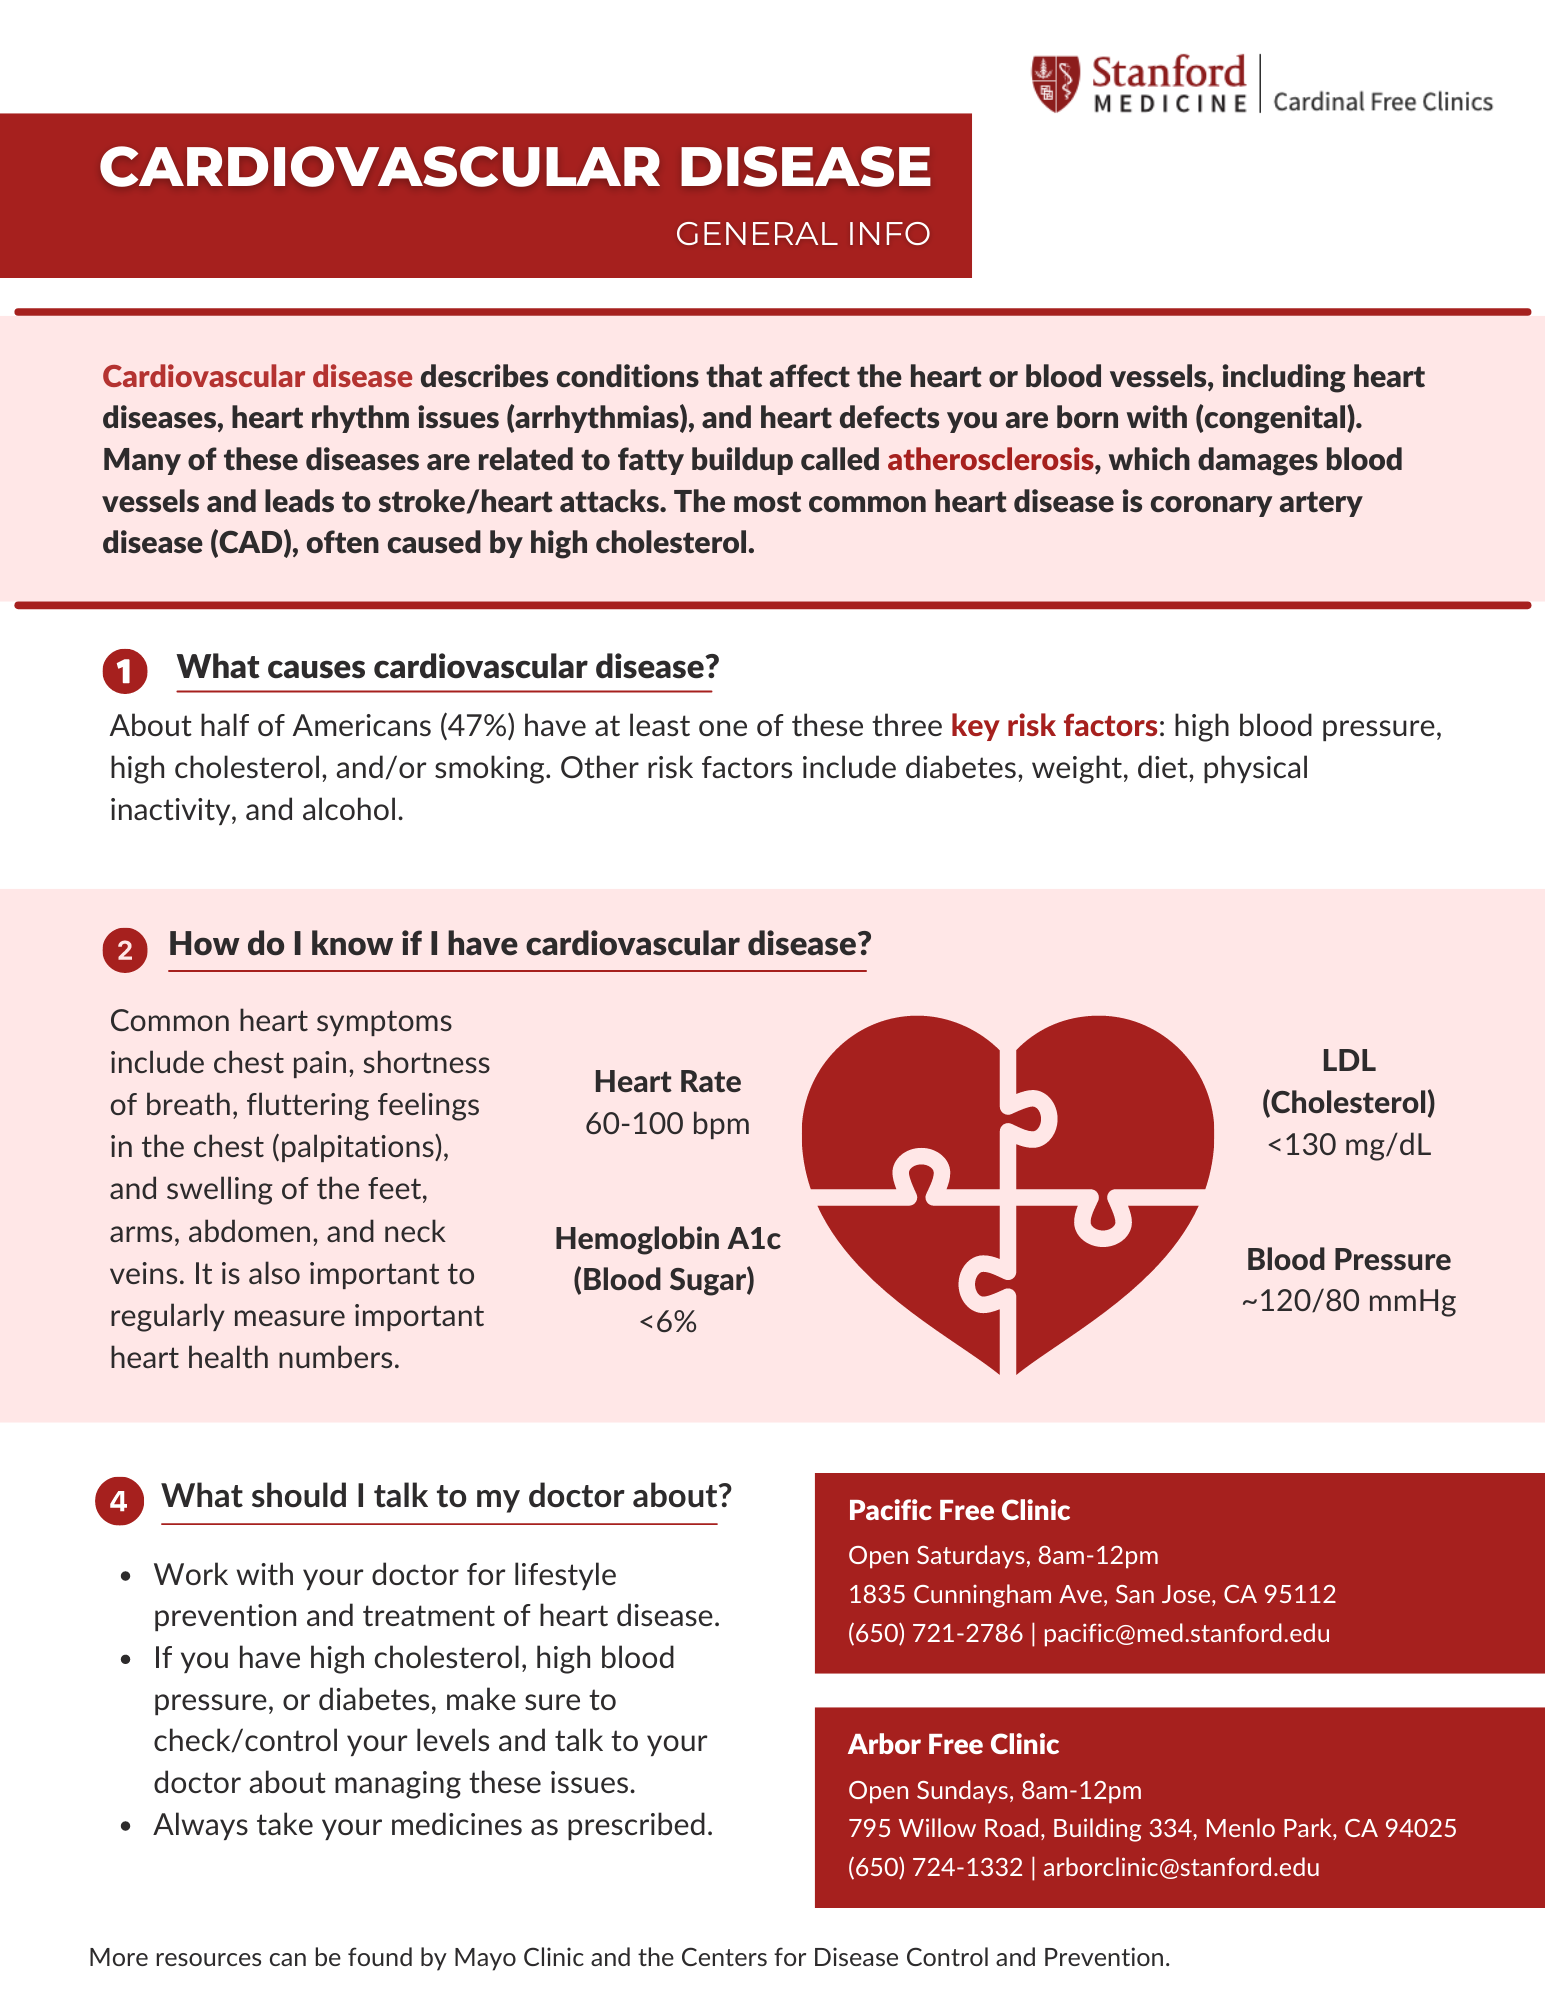 Stanford
MEDICINE
Cardinal Free Clinics
CARDIOVASCULAR DISEASE
GENERAL INFO
Cardiovascular disease describes conditions that affect the heart or blood vessels, including heart
diseases, heart rhythm issues (arrhythmias), and heart defects you are born with (congenital).
Many of these diseases are related to fatty buildup called atherosclerosis, which damages blood
vessels and leads to stroke/heart attacks. The most common heart disease is coronary artery
disease (CAD), often caused by high cholesterol.
1 What causes cardiovascular disease?
About half of Americans (47%) have at least one of these three key risk factors: high blood pressure,
high cholesterol, and/or smoking. Other risk factors include diabetes, weight, diet, physical
inactivity, and alcohol.
2 How do I know if I have cardiovascular disease?
Common heart symptoms
include chest pain, shortness
of breath, fluttering feelings
in the chest (palpitations),
and swelling of the feet,
arms, abdomen, and neck
veins. It is also important to
regularly measure important
heart health numbers.
Heart Rate
60-100 bpm
Hemoglobin A1c
(Blood Sugar)
<6%
LDL
(Cholesterol)
<130 mg/dL
Blood Pressure
~120/80 mmHg
4 What should I talk to my doctor about?
• Work with your doctor for lifestyle
prevention and treatment of heart disease.
• If you have high cholesterol, high blood
pressure, or diabetes, make sure to
check/control your levels and talk to your
doctor about managing these issues.
• Always take your medicines as prescribed.
Pacific Free Clinic
Open Saturdays, 8am-12pm
1835 Cunningham Ave, San Jose, CA 95112
(650) 721-2786 | pacific@med.stanford.edu
Arbor Free Clinic
Open Sundays, 8am-12pm
795 Willow Road, Building 334, Menlo Park, CA 94025
(650) 724-1332 | arborclinic@stanford.edu
More resources can be found by Mayo Clinic and the Centers for Disease Control and Prevention.